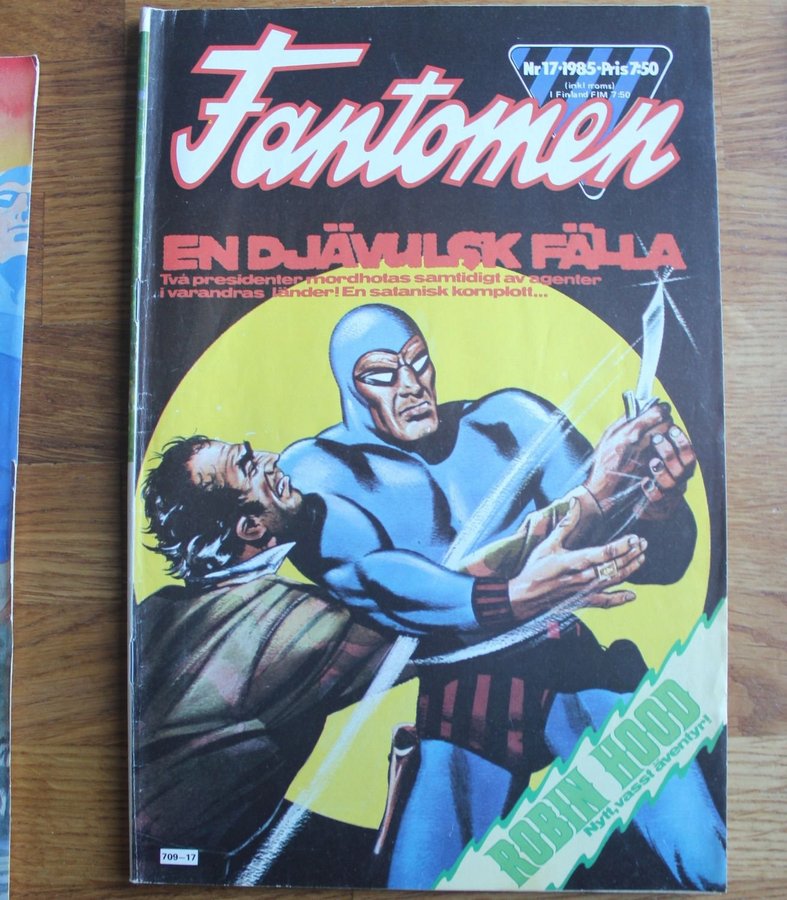 Fantomen
Nr 17·1985·Pris 7:50
(inkl moms)
I Finland FIM 7:50
EN DJÄVULSK FÄLLA
Två presidenter mordhotas samtidigt av agenter
i varandras länder! En satanisk komplott...
ROBIN HOOD
Nytt, vasst äventyr!
709-17